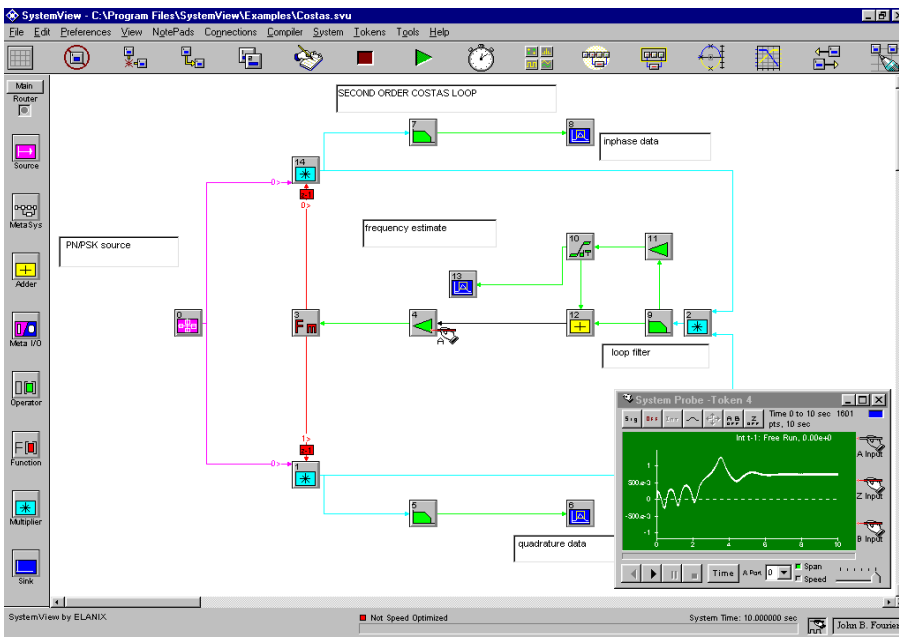 SystemView - C:\Program Files\SystemView\Examples\Costas.svu
File Edit Preferences View NotePads Connections Compiler System Tokens Tools Help
Main
Router
Source
MetaSys
Adder
Meta I/O
Operator
Function
Multiplier
Sink
SECOND ORDER COSTAS LOOP
7
8
inphase data
14
0>
0>
frequency estimate
PN/PSK source
10
11
13
0
3
Fm
4
A
12
9
2
loop filter
1>
0>
1
5
6
quadrature data
System Probe -Token 4
Time 0 to 10 sec 1601
pts, 10 sec
Int t-1: Free Run, 0.00e+0
A Input
Z Input
B Input
1
500.e-3
0
-500.e-3
-1
0 2 4 6 8 10
Time
A Port
0
Span
Speed
SystemView by ELANIX
Not Speed Optimized
System Time: 10.000000 sec
John B. Fourier